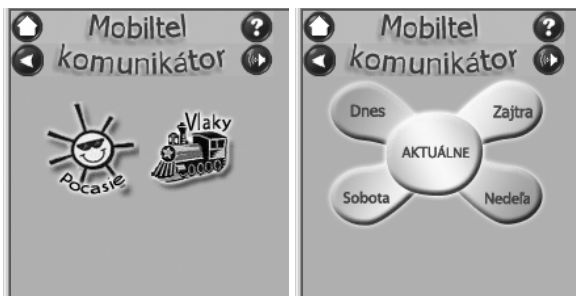 Mobiltel
?
komunikátor
Vlaky
Pocasie
Mobiltel
?
komunikátor
Dnes
Zajtra
AKTUÁLNE
Sobota
Nedeľa